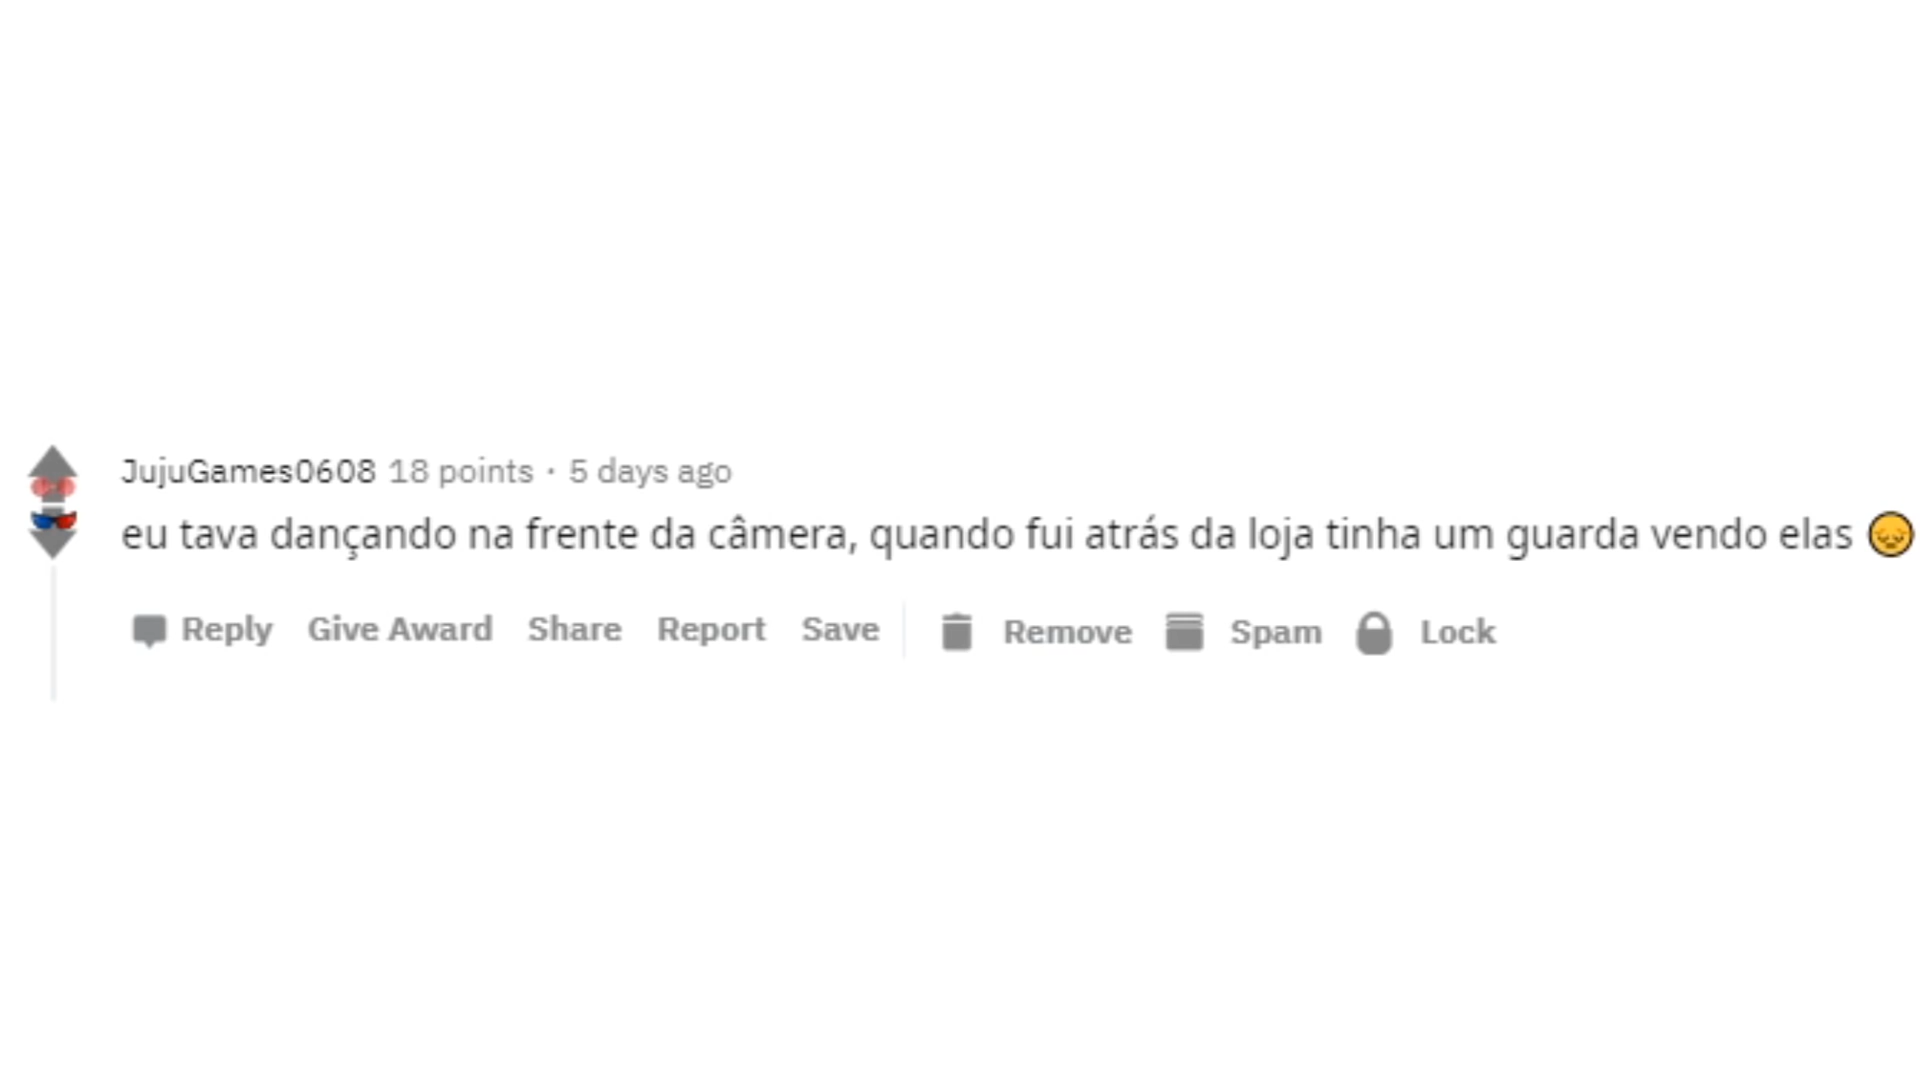 JujuGames0608 18 points · 5 days ago
eu tava dançando na frente da câmera, quando fui atrás da loja tinha um guarda vendo elas 😞
Reply Give Award Share Report Save Remove Spam Lock